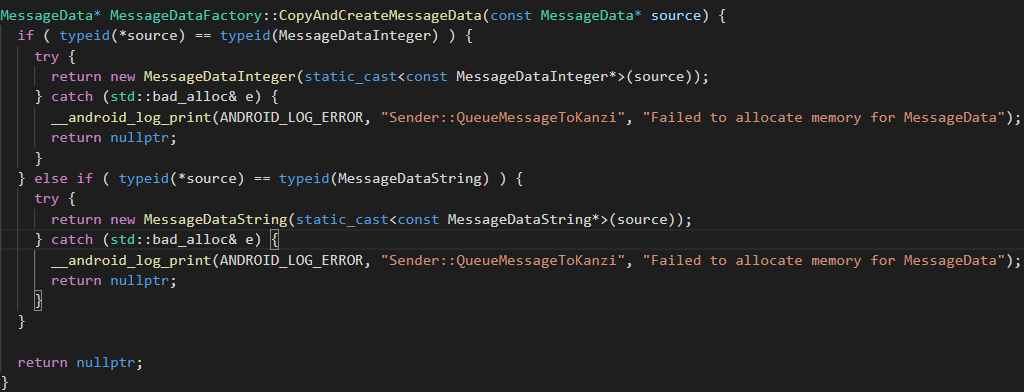 MessageData* MessageDataFactory::CopyAndCreateMessageData(const MessageData* source) {
  if ( typeid(*source) == typeid(MessageDataInteger) ) {
    try {
      return new MessageDataInteger(static_cast<const MessageDataInteger*>(source));
    } catch (std::bad_alloc& e) {
      __android_log_print(ANDROID_LOG_ERROR, "Sender::QueueMessageToKanzi", "Failed to allocate memory for MessageData");
      return nullptr;
    }
  } else if ( typeid(*source) == typeid(MessageDataString) ) {
    try {
      return new MessageDataString(static_cast<const MessageDataString*>(source));
    } catch (std::bad_alloc& e) {
      __android_log_print(ANDROID_LOG_ERROR, "Sender::QueueMessageToKanzi", "Failed to allocate memory for MessageData");
      return nullptr;
    }
  }

  return nullptr;
}